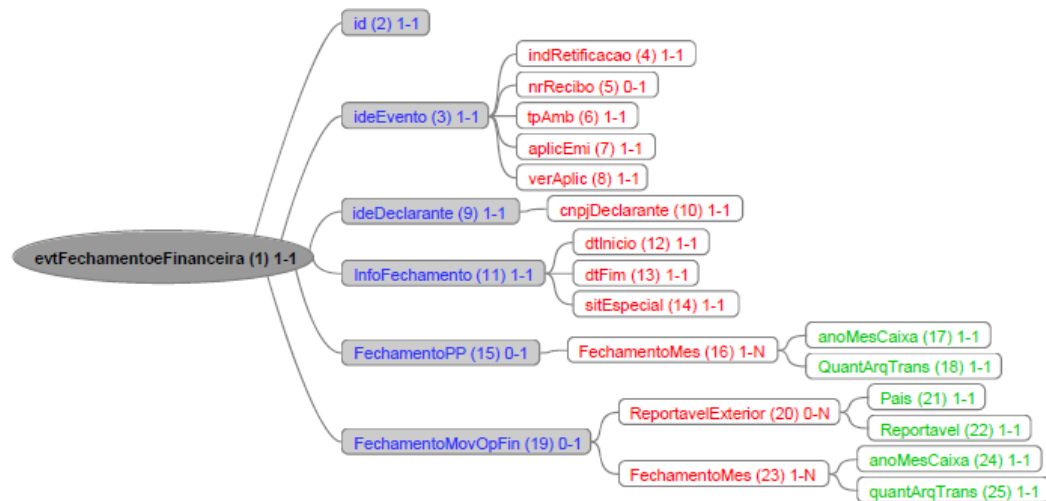 evtFechamentoeFinanceira (1) 1-1
id (2) 1-1
ideEvento (3) 1-1
indRetificacao (4) 1-1
nrRecibo (5) 0-1
tpAmb (6) 1-1
aplicEmi (7) 1-1
verAplic (8) 1-1
ideDeclarante (9) 1-1
cnpjDeclarante (10) 1-1
InfoFechamento (11) 1-1
dtInicio (12) 1-1
dtFim (13) 1-1
sitEspecial (14) 1-1
FechamentoPP (15) 0-1
FechamentoMes (16) 1-N
anoMesCaixa (17) 1-1
QuantArqTrans (18) 1-1
FechamentoMovOpFin (19) 0-1
ReportavelExterior (20) 0-N
Pais (21) 1-1
Reportavel (22) 1-1
FechamentoMes (23) 1-N
anoMesCaixa (24) 1-1
quantArqTrans (25) 1-1